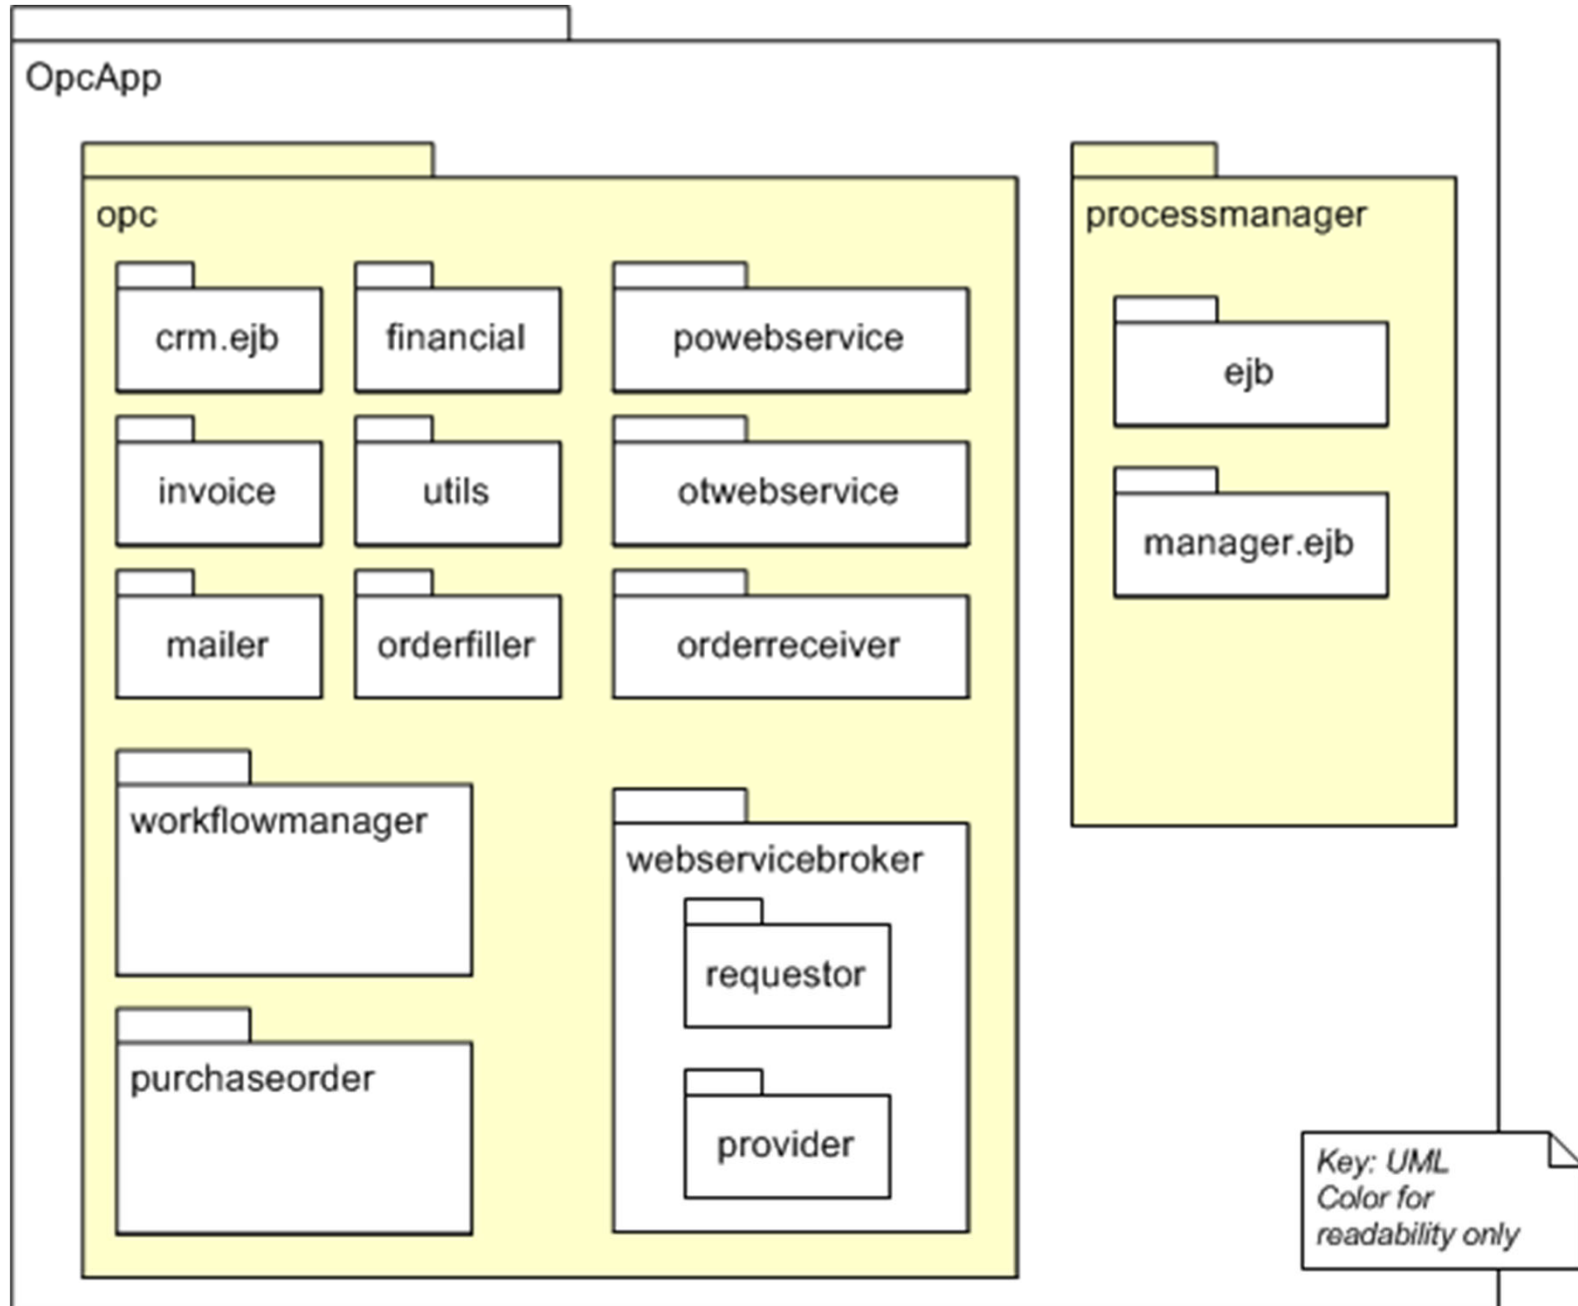 OpcApp
opc
processmanager
crm.ejb
financial
powebservice
ejb
invoice
utils
otwebservice
manager.ejb
mailer
orderfiller
orderreceiver
workflowmanager
webservicebroker
requestor
purchaseorder
provider
Key: UML
Color for
readability only